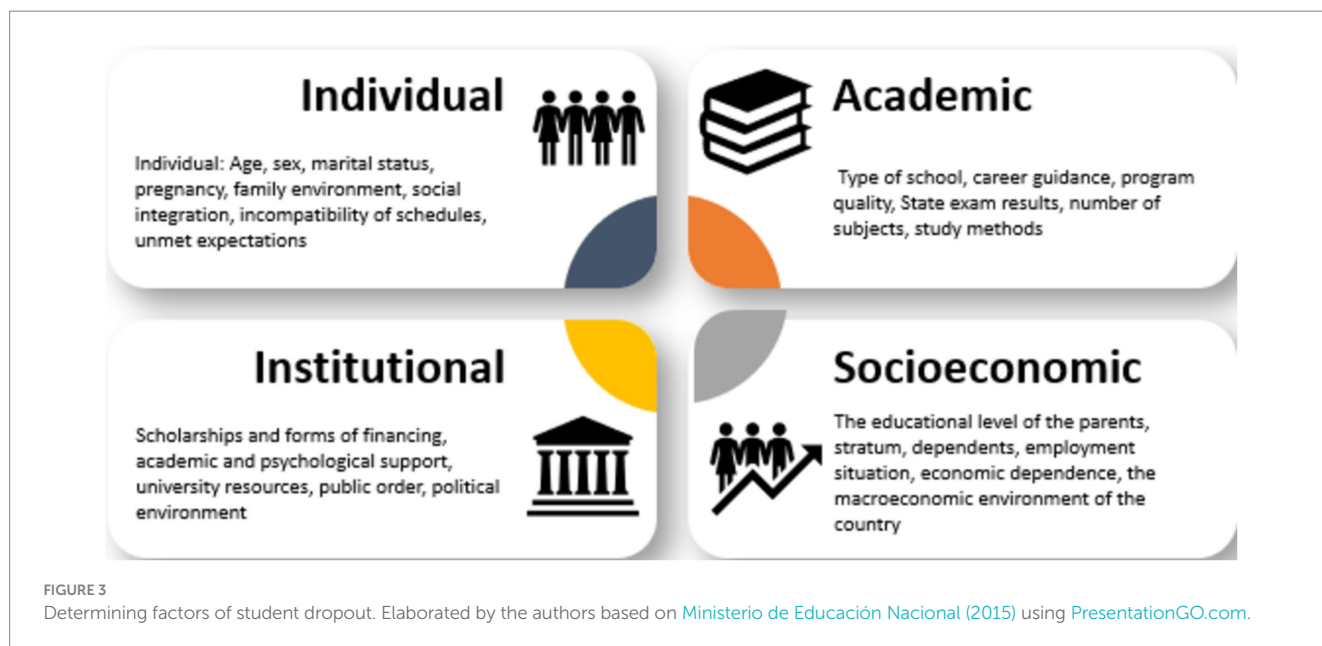 Individual
Individual: Age, sex, marital status,
pregnancy, family environment, social
integration, incompatibility of schedules,
unmet expectations
Academic
Type of school, career guidance, program
quality, State exam results, number of
subjects, study methods
Institutional
Scholarships and forms of financing,
academic and psychological support,
university resources, public order, political
environment
Socioeconomic
The educational level of the parents,
stratum, dependents, employment
situation, economic dependence, the
macroeconomic environment of the
country
FIGURE 3
Determining factors of student dropout. Elaborated by the authors based on Ministerio de Educación Nacional (2015) using PresentationGO.com.